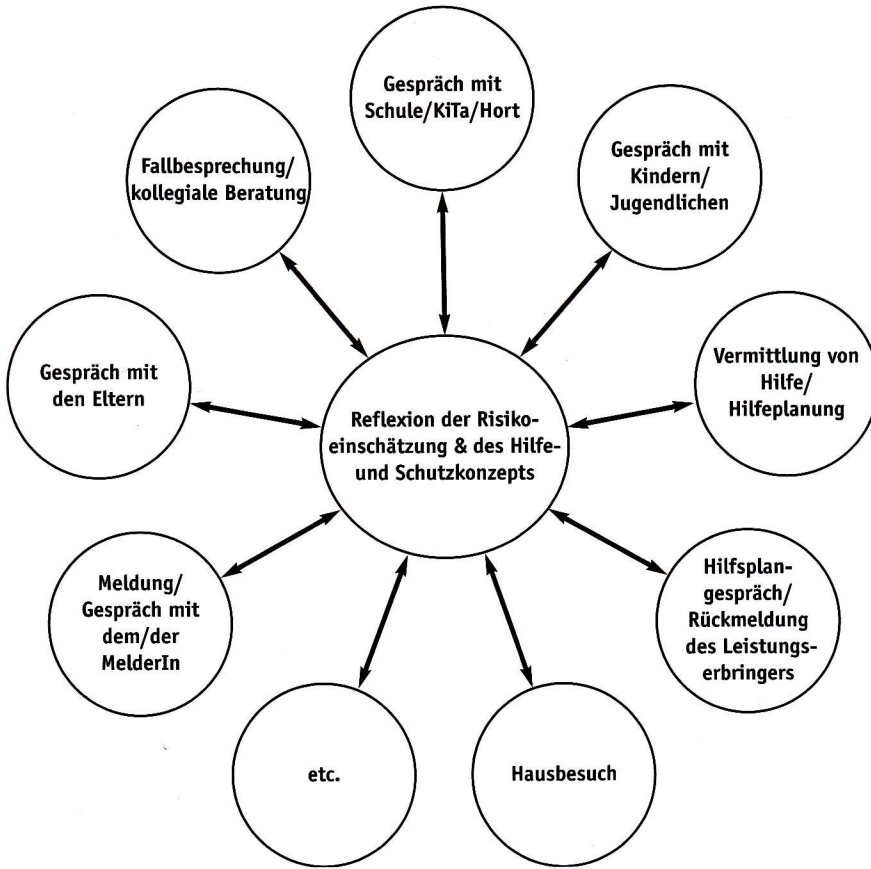 Gespräch mit
Schule/KiTa/Hort
Fallbesprechung/
kollegiale Beratung
Gespräch mit
Kindern/
Jugendlichen
Gespräch mit
den Eltern
Vermittlung von
Hilfe/
Hilfeplanung
Reflexion der Risiko-
einschätzung & des Hilfe-
und Schutzkonzepts
Meldung/
Gespräch mit
dem/der
MelderIn
Hilfsplan-
gespräch/
Rückmeldung
des Leistungs-
erbringers
etc.
Hausbesuch